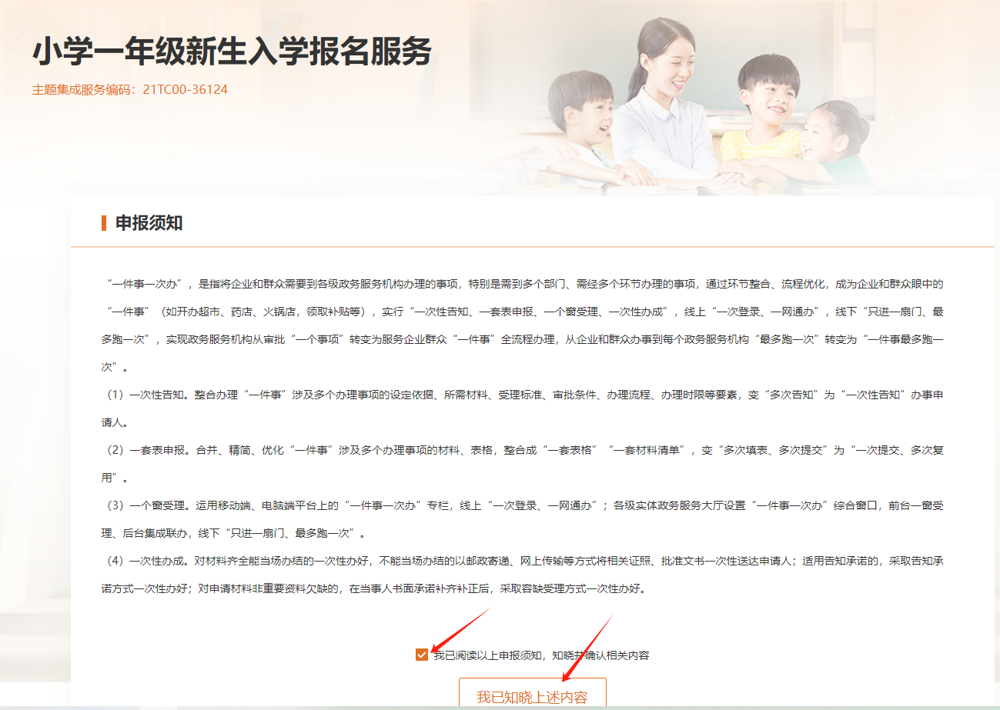 小学一年级新生入学报名服务
主题集成服务编码：21TC00-36124
申报须知
“一件事一次办”，是指将企业和群众需要到各级政务服务机构办理的事项，特别是需到多个部门、需经多个环节办理的事项，通过环节整合、流程优化，成为企业和群众眼中的
“一件事”（如开办超市、药店、火锅店，领取补贴等），实行“一次性告知、一套表申报、一个窗受理、一次性办成”，线上“一次登录、一网通办”，线下“只进一扇门、最
多跑一次”，实现政务服务机构从审批“一个事项”转变为服务企业群众“一件事”全流程办理，从企业和群众办事到每个政务服务机构“最多跑一次”转变为“一件事最多跑一
次”。
（1）一次性告知。整合办理“一件事”涉及多个办理事项的设定依据、所需材料、受理标准、审批条件、办理流程、办理时限等要素，变“多次告知”为“一次性告知”办事申
请人。
（2）一套表申报。合并、精简、优化“一件事”涉及多个办理事项的材料、表格，整合成“一套表格”“一套材料清单”，变“多次填表、多次提交”为“一次提交、多次复
用”。
（3）一个窗受理。运用移动端、电脑端平台上的“一件事一次办”专栏，线上“一次登录、一网通办”；各级实体政务服务大厅设置“一件事一次办”综合窗口，前台一窗受
理、后台集成联办，线下“只进一扇门、最多跑一次”。
（4）一次性办成。对材料齐全能当场办结的一次性办好，不能当场办结的以邮政寄递、网上传输等方式将相关证照、批准文书一次性送达申请人；适用告知承诺的，采取告知承
诺方式一次性办好；对申请材料非重要资料欠缺的，在当事人书面承诺补齐补正后，采取容缺受理方式一次性办好。
我已阅读以上申报须知，知晓并确认相关内容
我已知晓上述内容